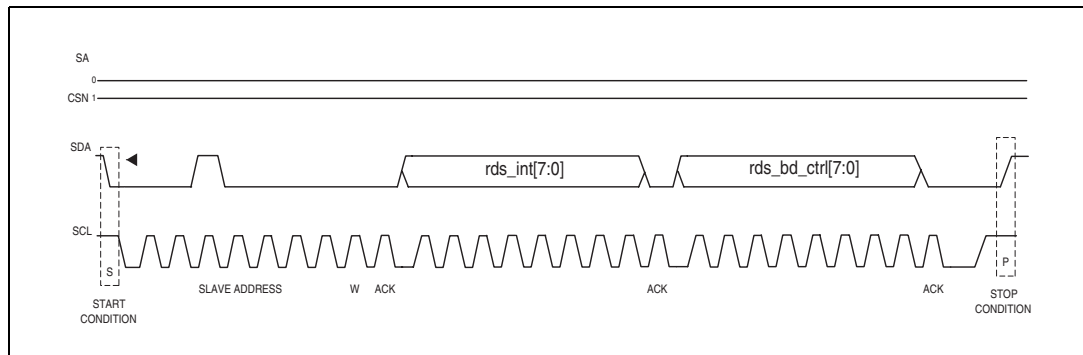 SA
0
CSN 1
SDA
rds_int[7:0] rds_bd_ctrl[7:0]
SCL
S P
SLAVE ADDRESS W ACK ACK ACK
START
CONDITION
STOP
CONDITION